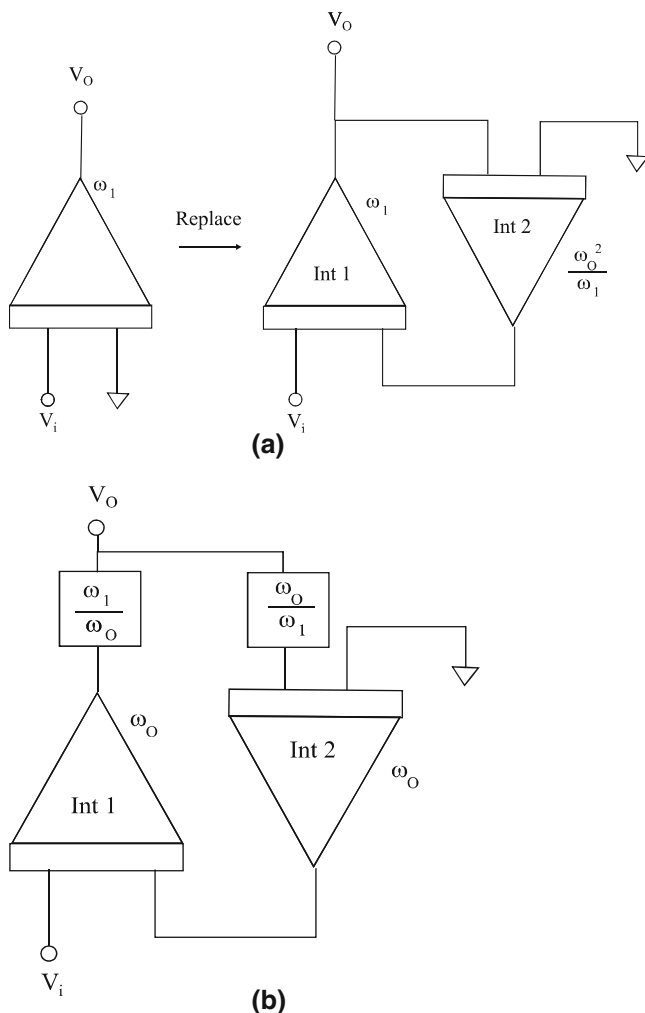 V_O
V_O
ω_1
Replace
ω_1
Int 1
Int 2
ω_O^2
ω_1
V_i
V_i
(a)
V_O
ω_1
ω_O
ω_O
ω_1
ω_O
Int 2
ω_O
Int 1
V_i
(b)